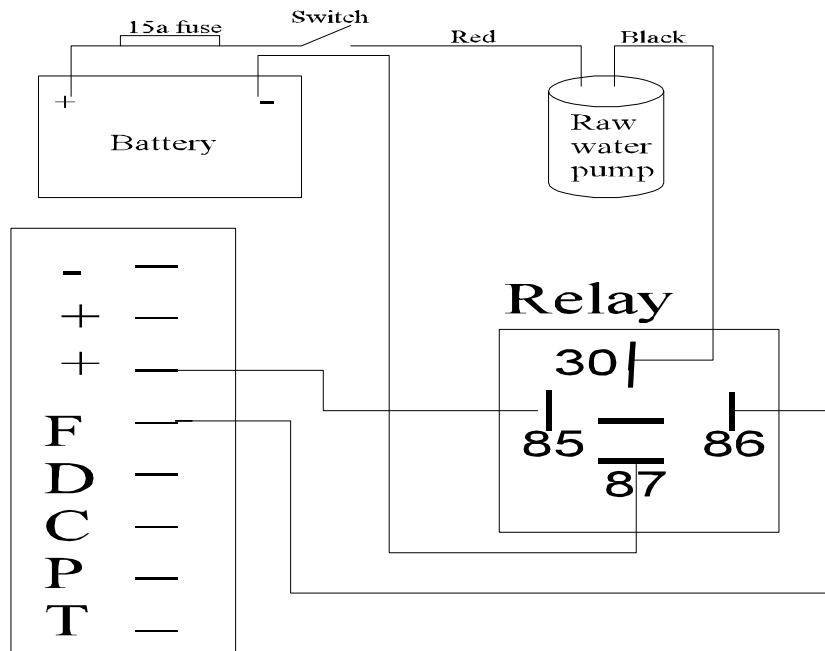 15a fuse
Switch
Red
Black
+
-
Battery
Raw
water
pump
-
+
+
F
D
C
P
T
Relay
30
85
86
87